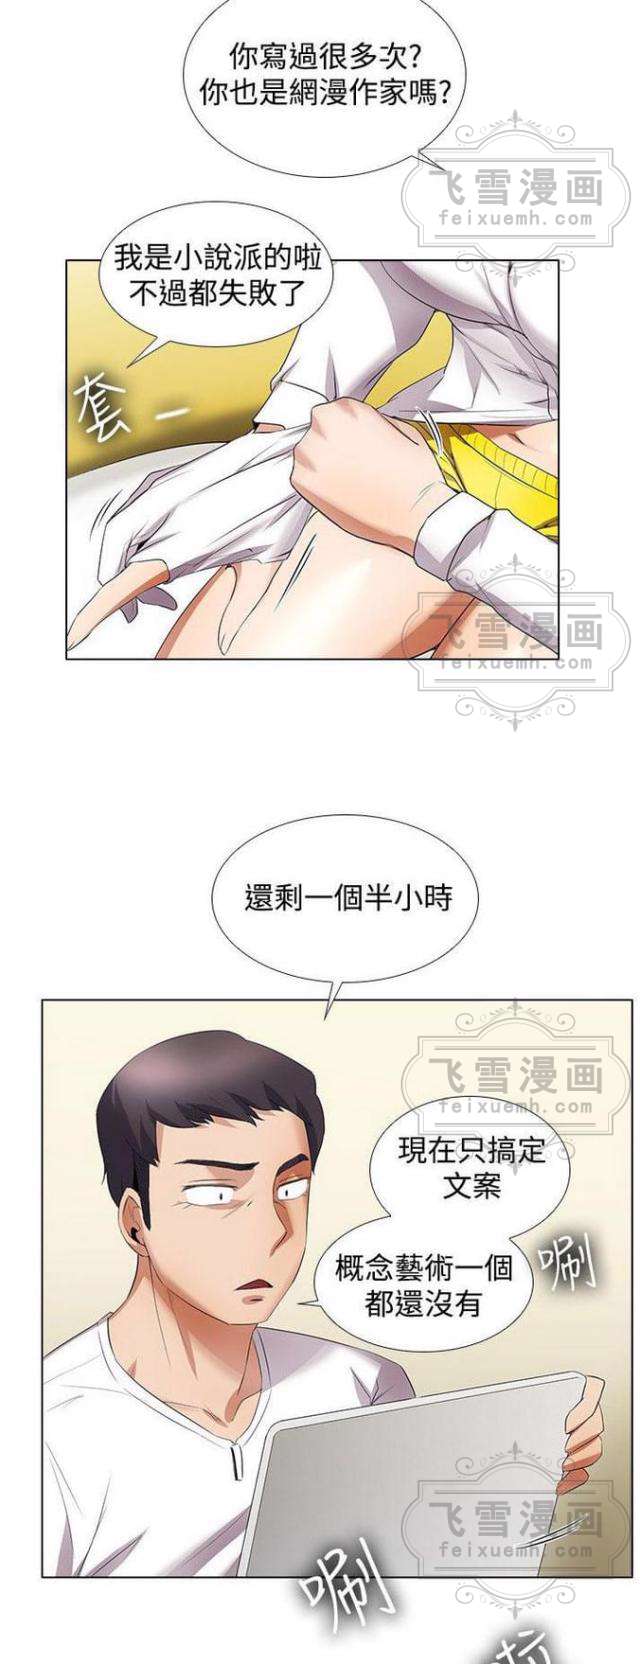 你寫過很多次?
你也是網漫作家嗎?
飞雪漫画
feixuemh.com
我是小說派的啦
不過都失敗了
套一
飞雪漫画
feixuemh.com
還剩一個半小時
飞雪漫画
feixuemh.com
現在只搞定
文案
概念藝術一個
都還沒有
唰
飞雪漫画
feixuemh.com
唰